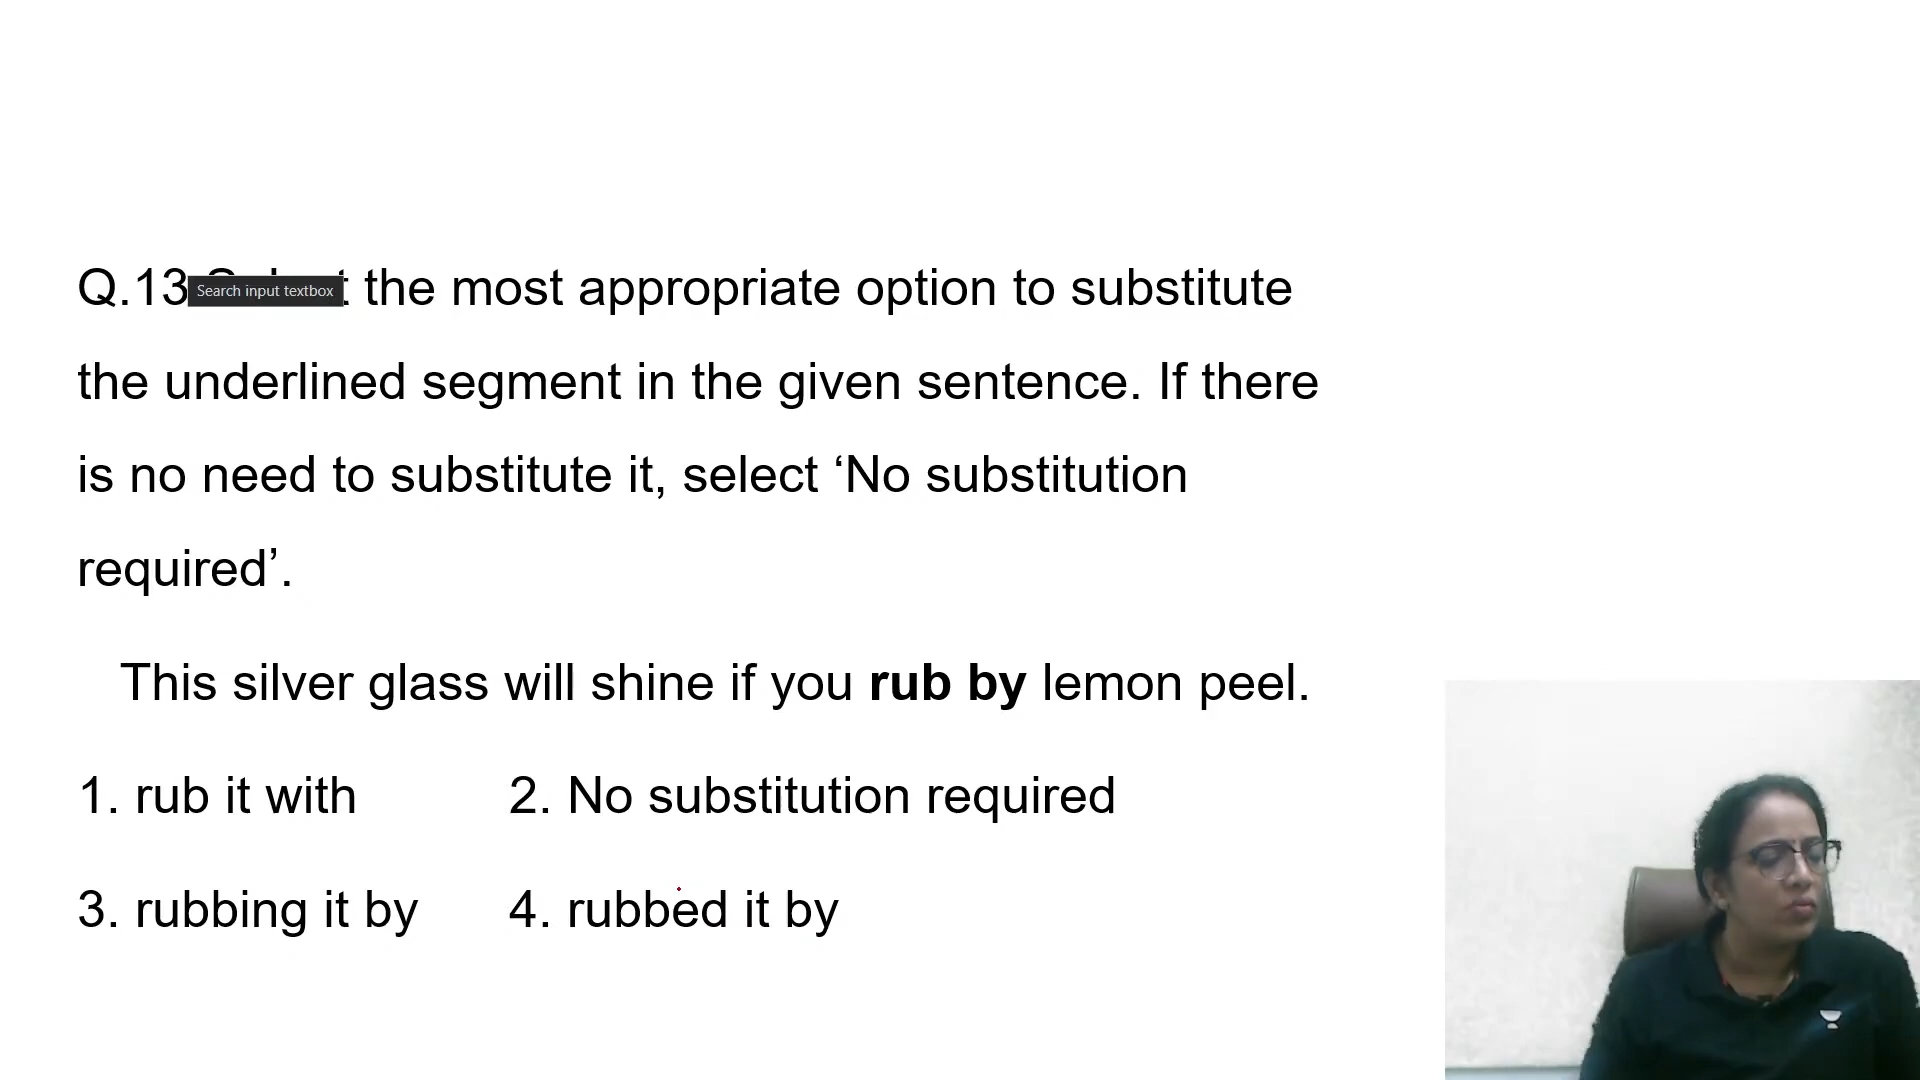 Q.13 the most appropriate option to substitute
Search input textbox
the underlined segment in the given sentence. If there
is no need to substitute it, select ‘No substitution
required’.
This silver glass will shine if you rub by lemon peel.
1. rub it with 2. No substitution required
3. rubbing it by 4. rubbed it by